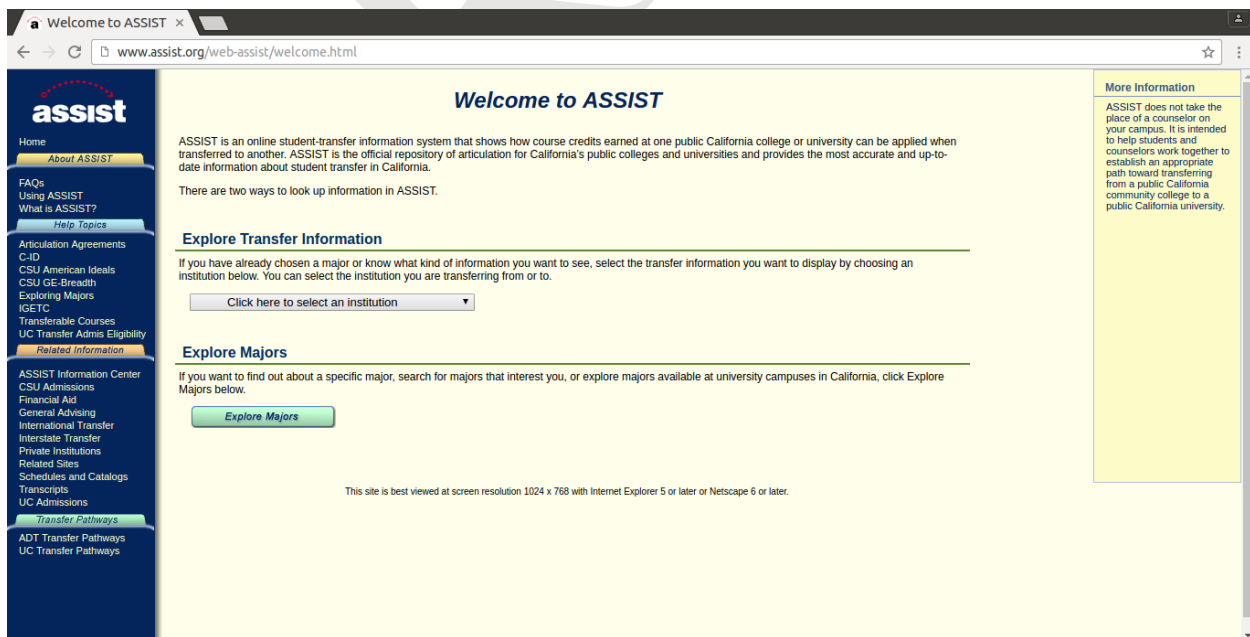 Welcome to ASSIST
www.assist.org/web-assist/welcome.html
assist
Home
About ASSIST
FAQs
Using ASSIST
What is ASSIST?
Help Topics
Articulation Agreements
C-ID
CSU American Ideals
CSU GE-Breadth
Exploring Majors
IGETC
Transferable Courses
UC Transfer Admis Eligibility
Related Information
ASSIST Information Center
CSU Admissions
Financial Aid
General Advising
International Transfer
Interstate Transfer
Private Institutions
Related Sites
Schedules and Catalogs
Transcripts
UC Admissions
Transfer Pathways
ADT Transfer Pathways
UC Transfer Pathways
Welcome to ASSIST
ASSIST is an online student-transfer information system that shows how course credits earned at one public California college or university can be applied when
transferred to another. ASSIST is the official repository of articulation for California's public colleges and universities and provides the most accurate and up-to-
date information about student transfer in California.
There are two ways to look up information in ASSIST.
Explore Transfer Information
If you have already chosen a major or know what kind of information you want to see, select the transfer information you want to display by choosing an
institution below. You can select the institution you are transferring from or to.
Click here to select an institution
Explore Majors
If you want to find out about a specific major, search for majors that interest you, or explore majors available at university campuses in California, click Explore
Majors below.
Explore Majors
This site is best viewed at screen resolution 1024 x 768 with Internet Explorer 5 or later or Netscape 6 or later.
More Information
ASSIST does not take the
place of a counselor on
your campus. It is intended
to help students and
counselors work together to
establish an appropriate
path toward transferring
from a public California
community college to a
public California university.